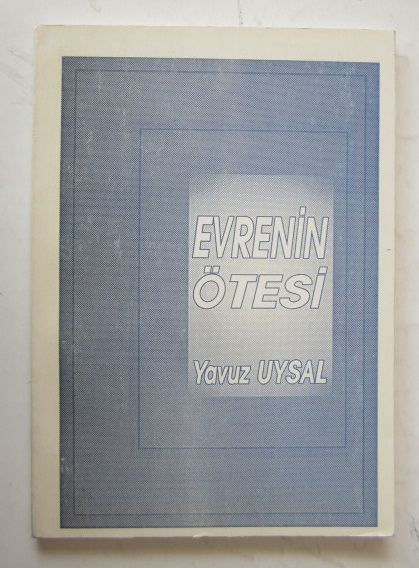 EVRENİN
ÖTESİ
Yavuz UYSAL